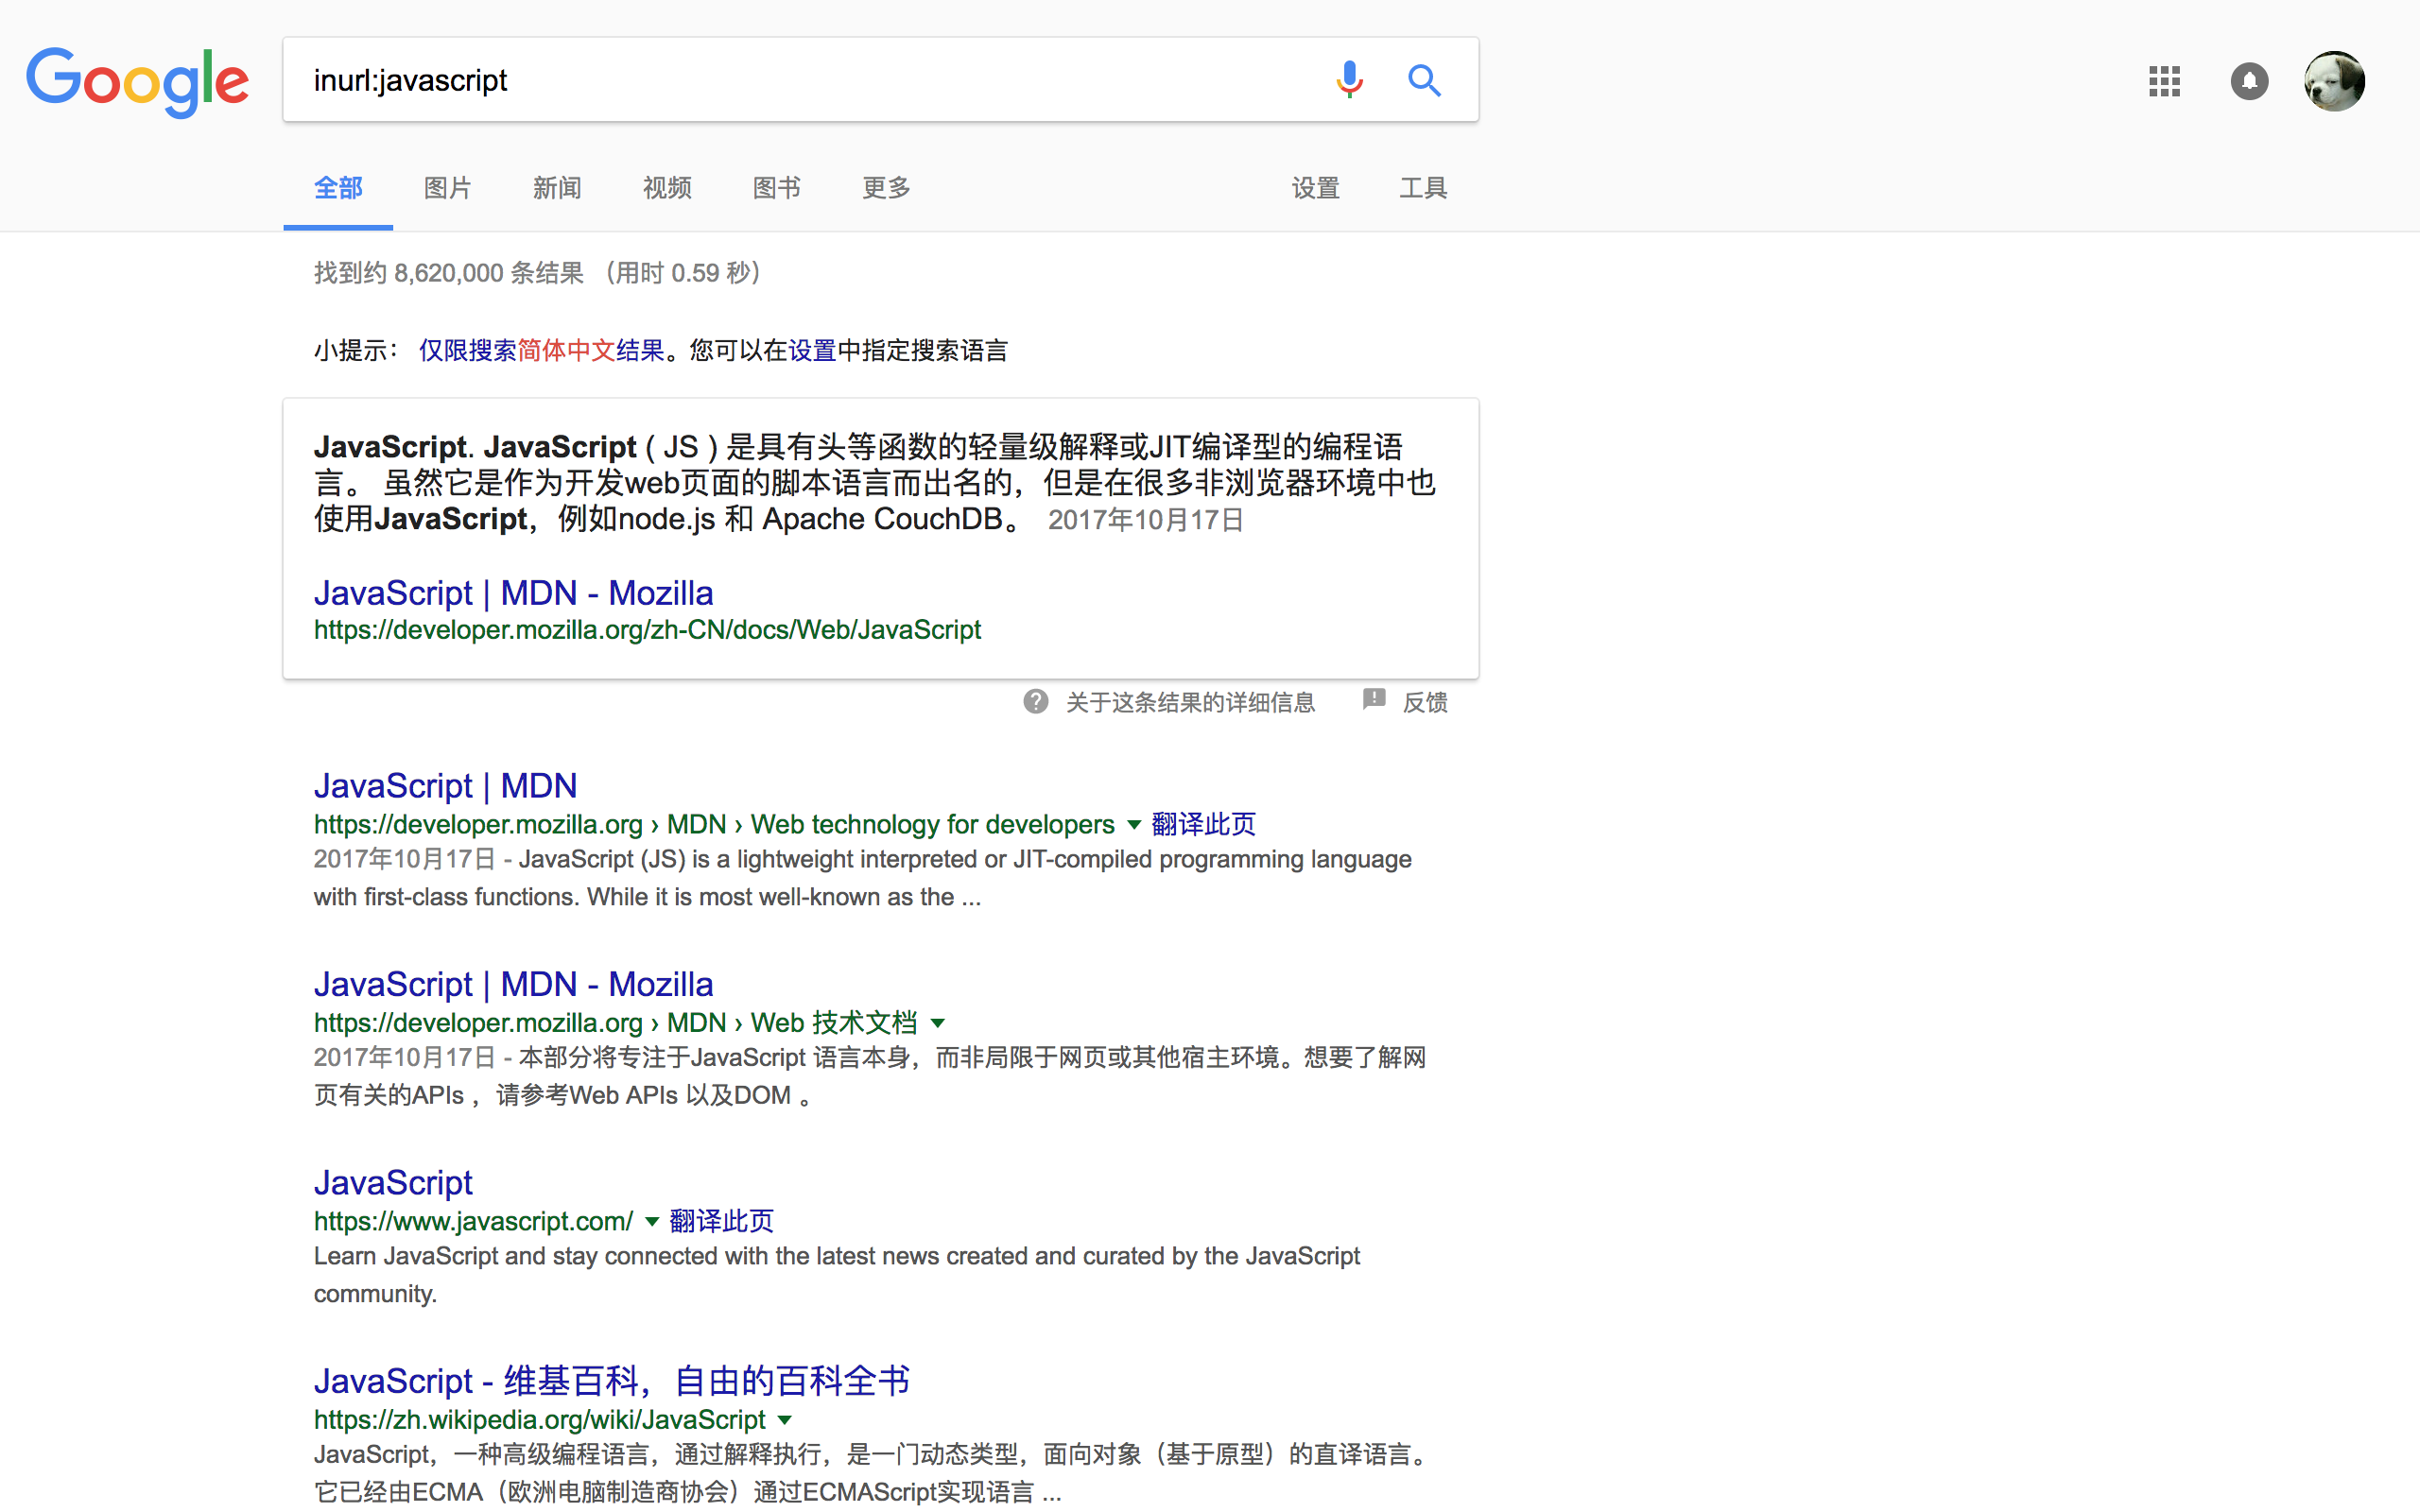 Google
inurl:javascript
全部 图片 新闻 视频 图书 更多 设置 工具
找到约 8,620,000 条结果 （用时 0.59 秒）
小提示： 仅限搜索简体中文结果。您可以在设置中指定搜索语言
JavaScript. JavaScript ( JS ) 是具有头等函数的轻量级解释或JIT编译型的编程语
言。 虽然它是作为开发web页面的脚本语言而出名的，但是在很多非浏览器环境中也
使用JavaScript，例如node.js 和 Apache CouchDB。 2017年10月17日
JavaScript | MDN - Mozilla
https://developer.mozilla.org/zh-CN/docs/Web/JavaScript
关于这条结果的详细信息 反馈
JavaScript | MDN
https://developer.mozilla.org › MDN › Web technology for developers 翻译此页
2017年10月17日 - JavaScript (JS) is a lightweight interpreted or JIT-compiled programming language
with first-class functions. While it is most well-known as the ...
JavaScript | MDN - Mozilla
https://developer.mozilla.org › MDN › Web 技术文档
2017年10月17日 - 本部分将专注于JavaScript 语言本身，而非局限于网页或其他宿主环境。想要了解网
页有关的APIs ，请参考Web APIs 以及DOM 。
JavaScript
https://www.javascript.com/ 翻译此页
Learn JavaScript and stay connected with the latest news created and curated by the JavaScript
community.
JavaScript - 维基百科，自由的百科全书
https://zh.wikipedia.org/wiki/JavaScript
JavaScript，一种高级编程语言，通过解释执行，是一门动态类型，面向对象（基于原型）的直译语言。
它已经由ECMA（欧洲电脑制造商协会）通过ECMAScript实现语言 ...